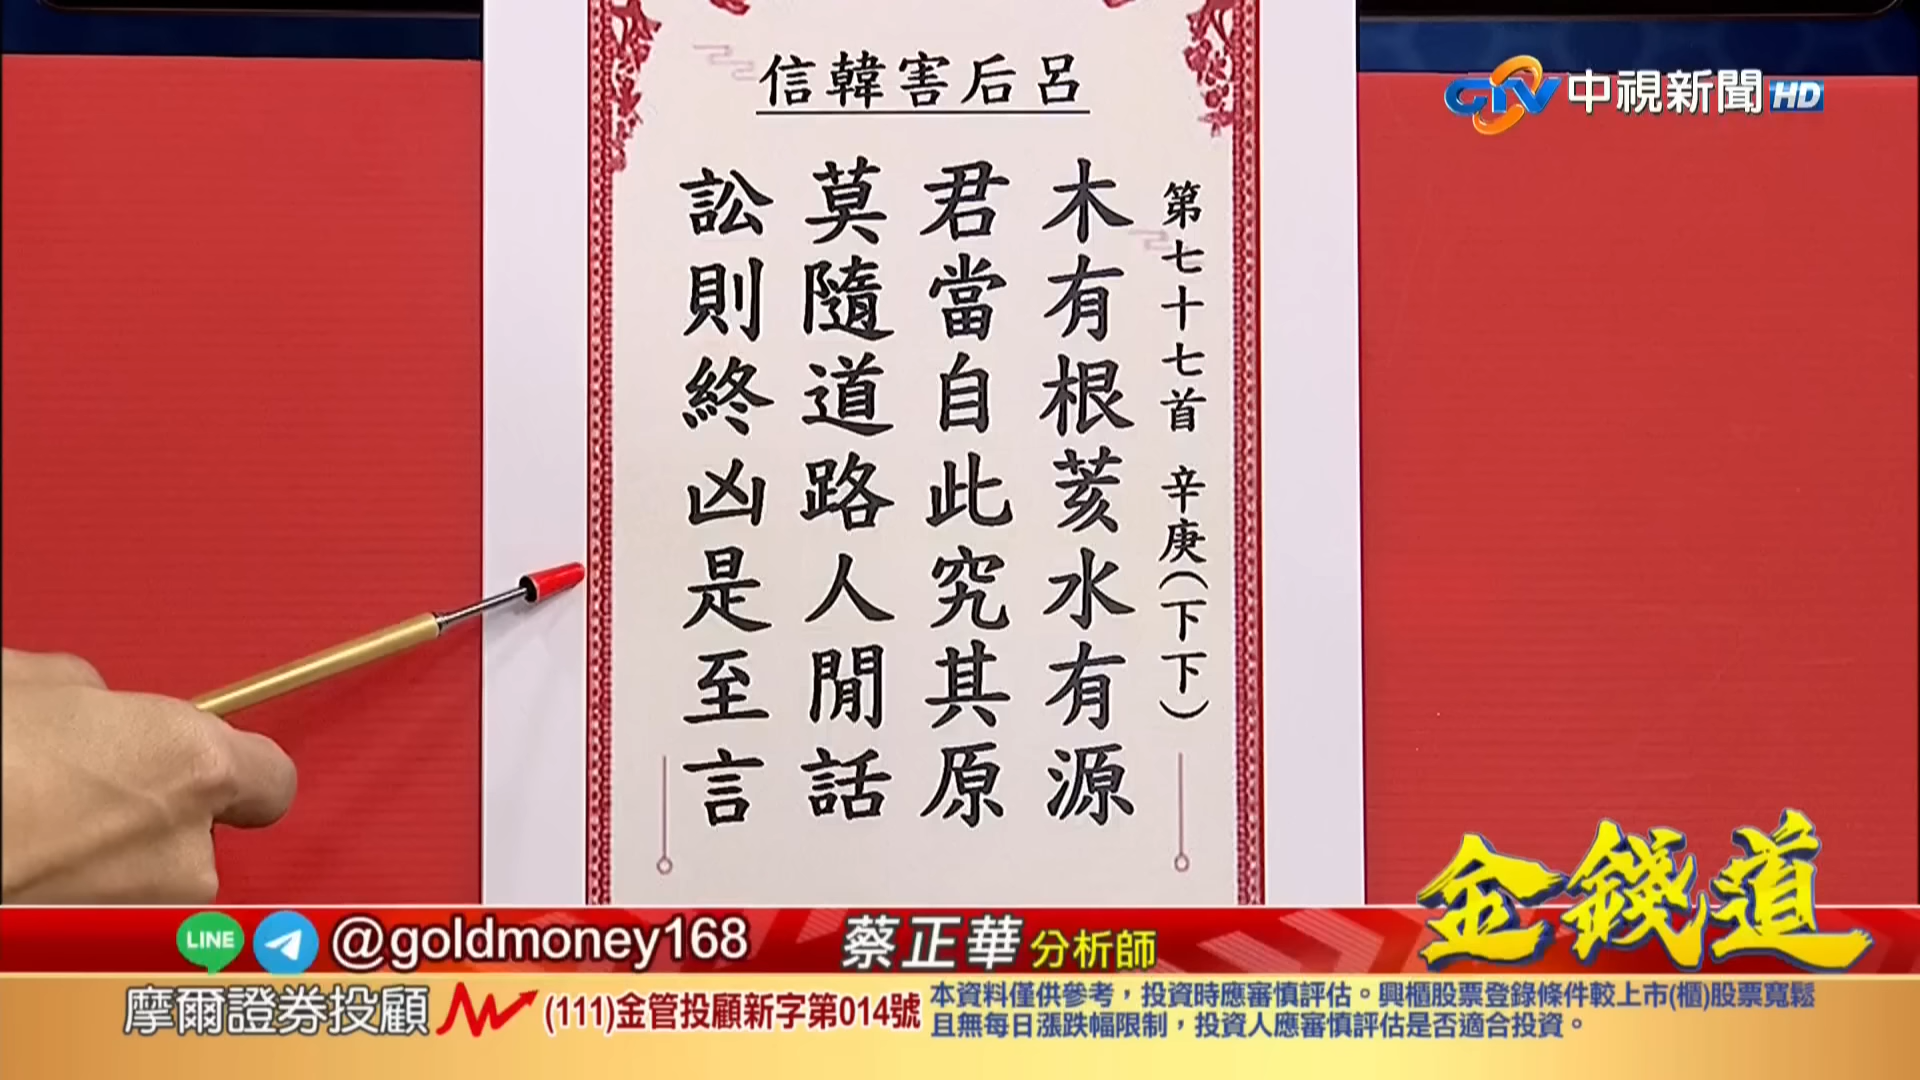 呂后害韓信
第七十七首 辛庚(下下)
木有根荄水有源
君當自此究其原
莫隨道路人閒話
訟則終凶是至言
CTV 中視新聞 HD
金錢道
LINE @goldmoney168 蔡正華 分析師
摩爾證券投顧 (111)金管投顧新字第014號
本資料僅供參考，投資時應審慎評估。興櫃股票登錄條件較上市(櫃)股票寬鬆
且無每日漲跌幅限制，投資人應審慎評估是否適合投資。